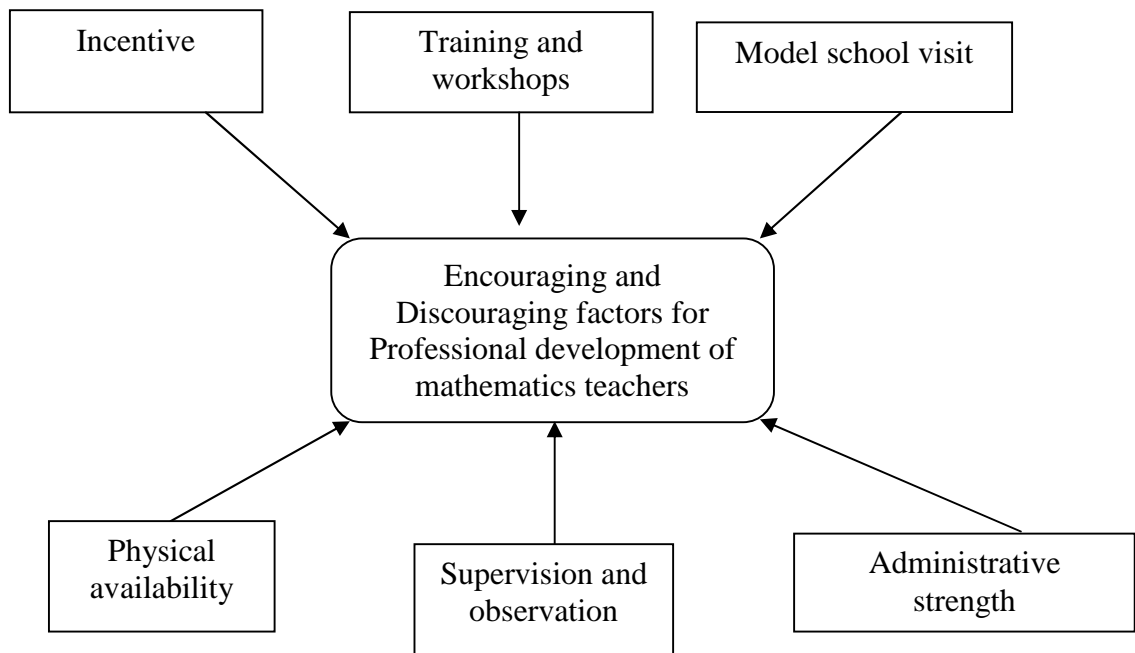 Incentive
Training and
workshops
Model school visit
Encouraging and
Discouraging factors for
Professional development of
mathematics teachers
Physical
availability
Supervision and
observation
Administrative
strength